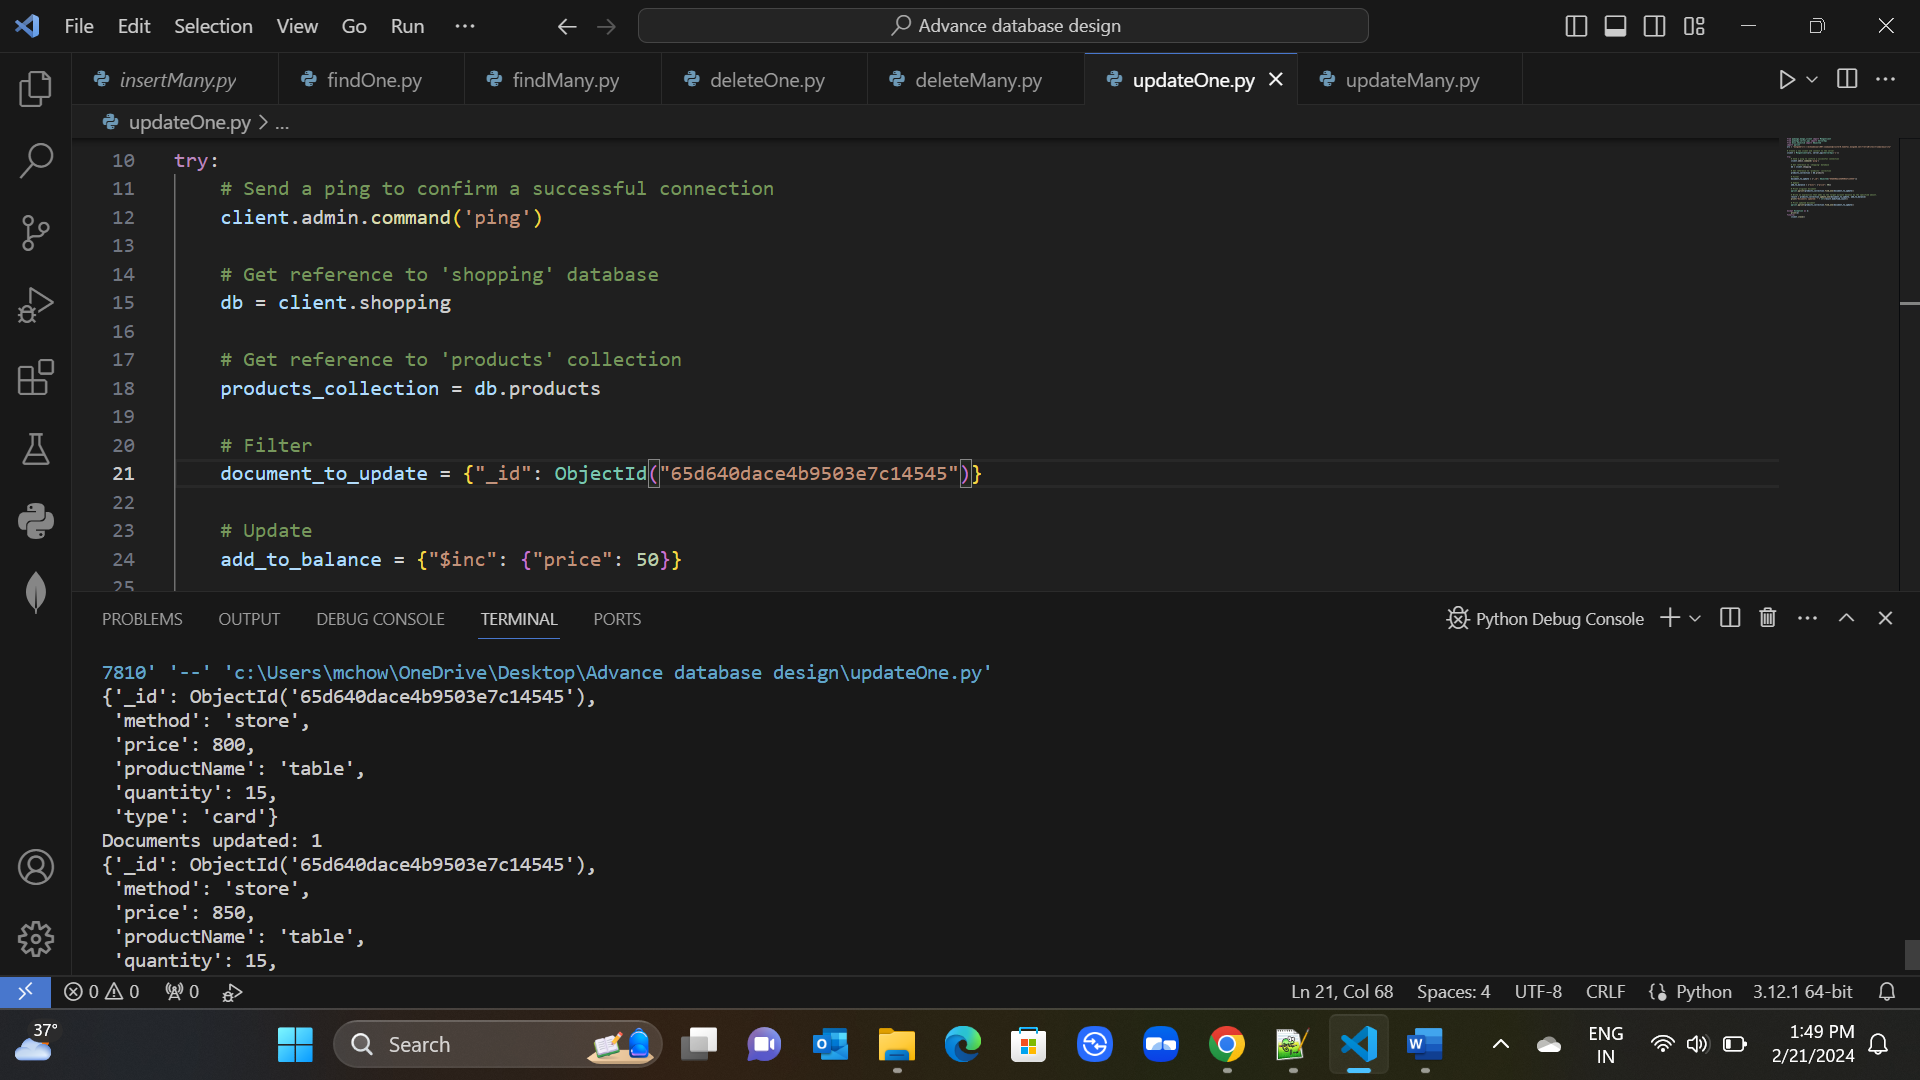 File Edit Selection View Go Run ···
Advance database design
insertMany.py findOne.py findMany.py deleteOne.py deleteMany.py updateOne.py updateMany.py
updateOne.py > ...
10 try:
11 # Send a ping to confirm a successful connection
12 client.admin.command('ping')
13
14 # Get reference to 'shopping' database
15 db = client.shopping
16
17 # Get reference to 'products' collection
18 products_collection = db.products
19
20 # Filter
21 document_to_update = {"_id": ObjectId("65d640dace4b9503e7c14545")}
22
23 # Update
24 add_to_balance = {"$inc": {"price": 50}}
25
PROBLEMS OUTPUT DEBUG CONSOLE TERMINAL PORTS
Python Debug Console
7810' '--' 'c:\Users\mchow\OneDrive\Desktop\Advance database design\updateOne.py'
{'_id': ObjectId('65d640dace4b9503e7c14545'),
'method': 'store',
'price': 800,
'productName': 'table',
'quantity': 15,
'type': 'card'}
Documents updated: 1
{'_id': ObjectId('65d640dace4b9503e7c14545'),
'method': 'store',
'price': 850,
'productName': 'table',
'quantity': 15,
0 0 0
Ln 21, Col 68 Spaces: 4 UTF-8 CRLF Python 3.12.1 64-bit
37°
Search
ENG
IN
1:49 PM
2/21/2024